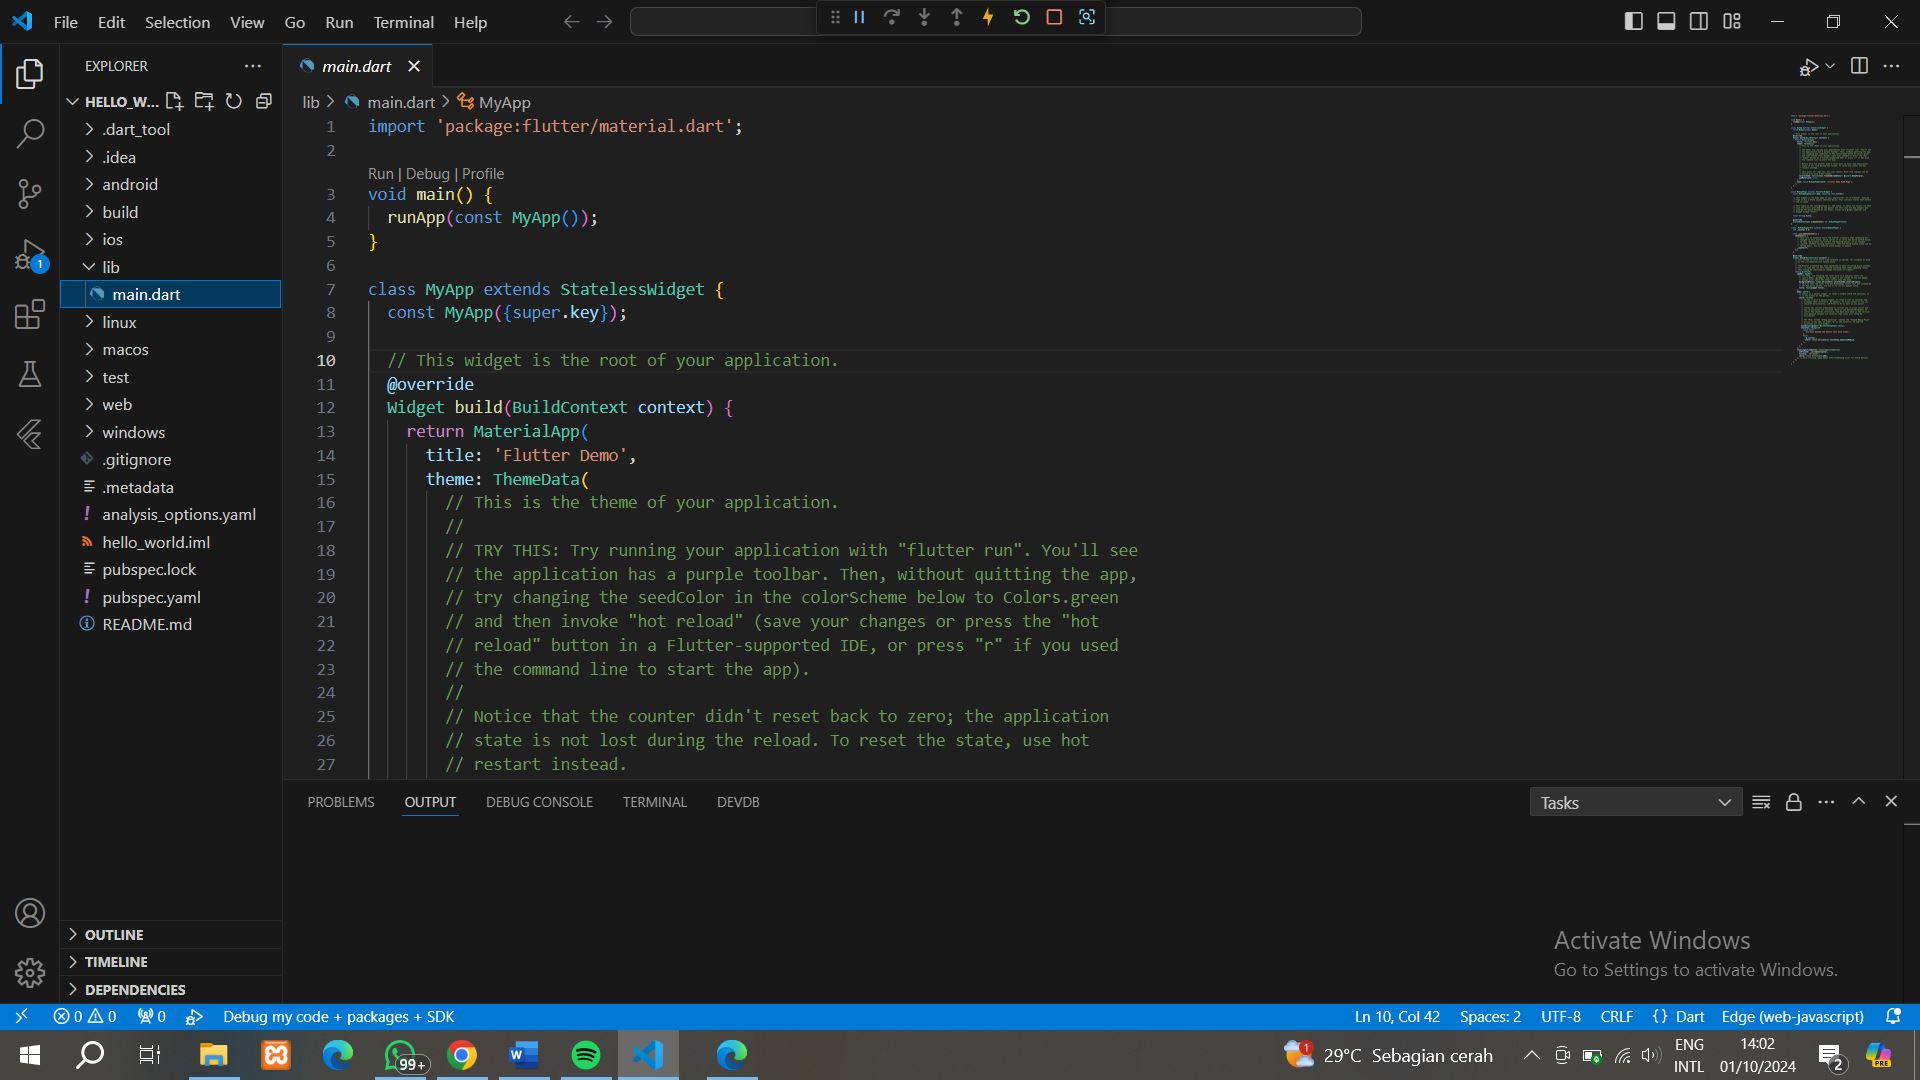 File Edit Selection View Go Run Terminal Help
EXPLORER
main.dart
HELLO_W...
.dart_tool
.idea
android
build
ios
lib
main.dart
linux
macos
test
web
windows
.gitignore
.metadata
analysis_options.yaml
hello_world.iml
pubspec.lock
pubspec.yaml
README.md
OUTLINE
TIMELINE
DEPENDENCIES
1
lib > main.dart > MyApp
1 import 'package:flutter/material.dart';
2
Run | Debug | Profile
3 void main() {
4 runApp(const MyApp());
5 }
6
7 class MyApp extends StatelessWidget {
8 const MyApp({super.key});
9
10 // This widget is the root of your application.
11 @override
12 Widget build(BuildContext context) {
13 return MaterialApp(
14 title: 'Flutter Demo',
15 theme: ThemeData(
16 // This is the theme of your application.
17 //
18 // TRY THIS: Try running your application with "flutter run". You'll see
19 // the application has a purple toolbar. Then, without quitting the app,
20 // try changing the seedColor in the colorScheme below to Colors.green
21 // and then invoke "hot reload" (save your changes or press the "hot
22 // reload" button in a Flutter-supported IDE, or press "r" if you used
23 // the command line to start the app).
24 //
25 // Notice that the counter didn't reset back to zero; the application
26 // state is not lost during the reload. To reset the state, use hot
27 // restart instead.
PROBLEMS OUTPUT DEBUG CONSOLE TERMINAL DEVDB
Tasks
Activate Windows
Go to Settings to activate Windows.
0 0 0 Debug my code + packages + SDK
Ln 10, Col 42 Spaces: 2 UTF-8 CRLF {} Dart Edge (web-javascript)
99+
1 29°C Sebagian cerah
ENG
INTL
14:02
01/10/2024
2
PRE